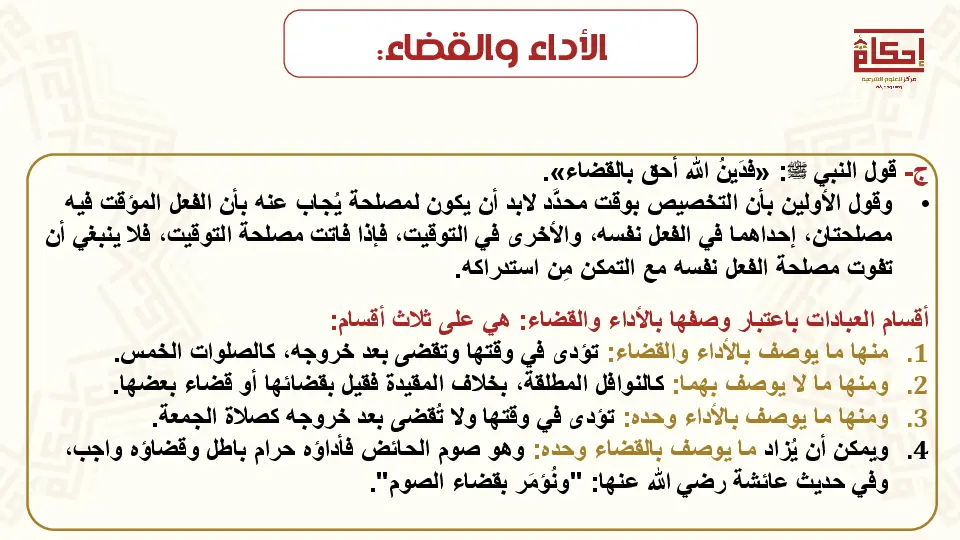 الأداء والقضاء:
إحكام
مركز للعلوم الشرعية
ج- قول النبي ﷺ: «فدَينُ الله أحق بالقضاء».
• وقول الأولين بأن التخصيص بوقت محدَّد لابد أن يكون لمصلحة يُجاب عنه بأن الفعل المؤقت فيه
مصلحتان، إحداهما في الفعل نفسه، والأخرى في التوقيت، فإذا فاتت مصلحة التوقيت، فلا ينبغي أن
تفوت مصلحة الفعل نفسه مع التمكن مِن استدراكه.
أقسام العبادات باعتبار وصفها بالأداء والقضاء: هي على ثلاث أقسام:
1. منها ما يوصف بالأداء والقضاء: تؤدى في وقتها وتقضى بعد خروجه، كالصلوات الخمس.
2. ومنها ما لا يوصف بهما: كالنوافل المطلقة، بخلاف المقيدة فقيل بقضائها أو قضاء بعضها.
3. ومنها ما يوصف بالأداء وحده: تؤدى في وقتها ولا تُقضى بعد خروجه كصلاة الجمعة.
4. ويمكن أن يُزاد ما يوصف بالقضاء وحده: وهو صوم الحائض فأداؤه حرام باطل وقضاؤه واجب،
وفي حديث عائشة رضي الله عنها: "ونُؤمَر بقضاء الصوم".